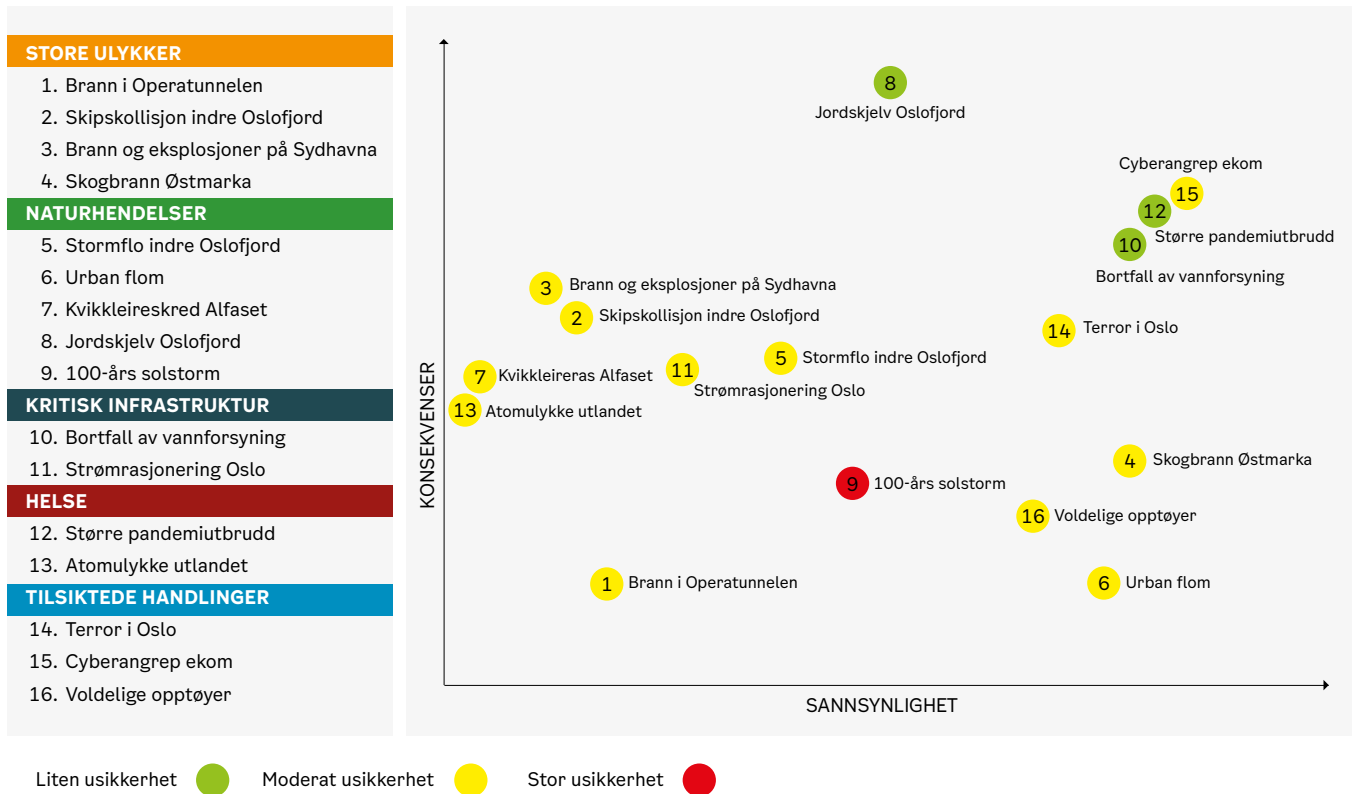 STORE ULYKKER
1. Brann i Operatunnelen
2. Skipskollisjon indre Oslofjord
3. Brann og eksplosjoner på Sydhavna
4. Skogbrann Østmarka
NATURHENDELSER
5. Stormflo indre Oslofjord
6. Urban flom
7. Kvikkleireskred Alfaset
8. Jordskjelv Oslofjord
9. 100-års solstorm
KRITISK INFRASTRUKTUR
10. Bortfall av vannforsyning
11. Strømrasjonering Oslo
HELSE
12. Større pandemiutbrudd
13. Atomulykke utlandet
TILSIKTEDE HANDLINGER
14. Terror i Oslo
15. Cyberangrep ekom
16. Voldelige opptøyer
KONSEKVENSER
8
Jordskjelv Oslofjord
Cyberangrep ekom
15
12
Større pandemiutbrudd
10
Bortfall av vannforsyning
3 Brann og eksplosjoner på Sydhavna
2 Skipskollisjon indre Oslofjord
14 Terror i Oslo
5 Stormflo indre Oslofjord
11
Strømrasjonering Oslo
7 Kvikkleireras Alfaset
13 Atomulykke utlandet
4 Skogbrann Østmarka
9 100-års solstorm
16 Voldelige opptøyer
1 Brann i Operatunnelen
6 Urban flom
SANNSYNLIGHET
Liten usikkerhet
Moderat usikkerhet
Stor usikkerhet